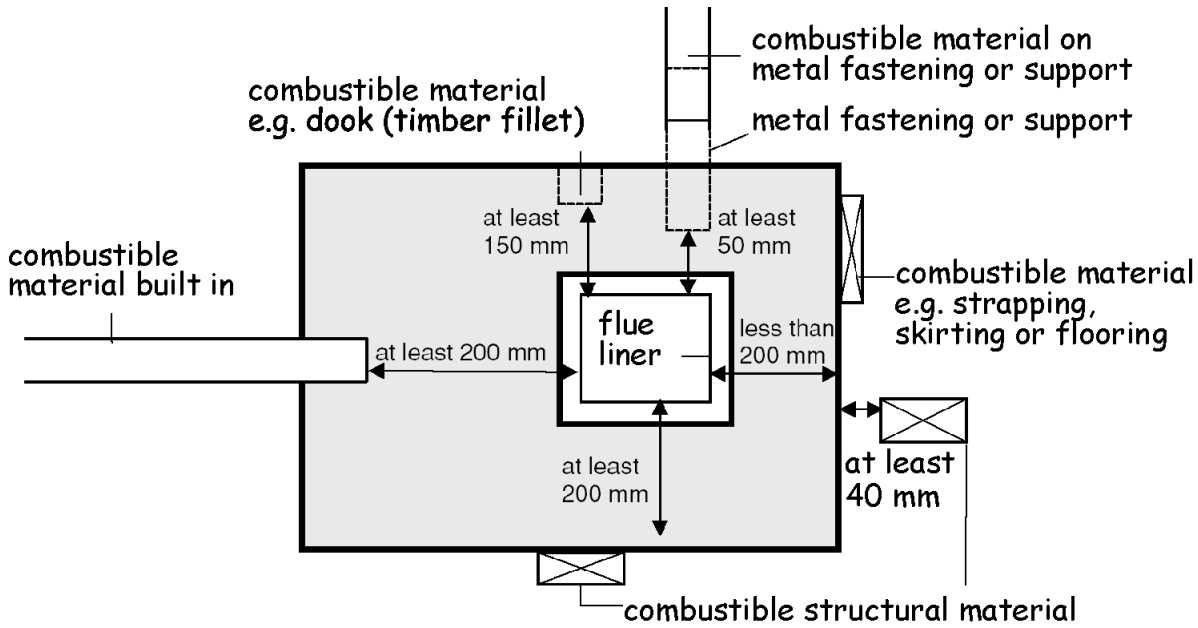 combustible material on
metal fastening or support
combustible material
e.g. dook (timber fillet)
metal fastening or support
at least
150 mm
at least
50 mm
combustible
material built in
combustible material
e.g. strapping,
skirting or flooring
flue
liner
less than
200 mm
at least 200 mm
at least
200 mm
at least
40 mm
combustible structural material